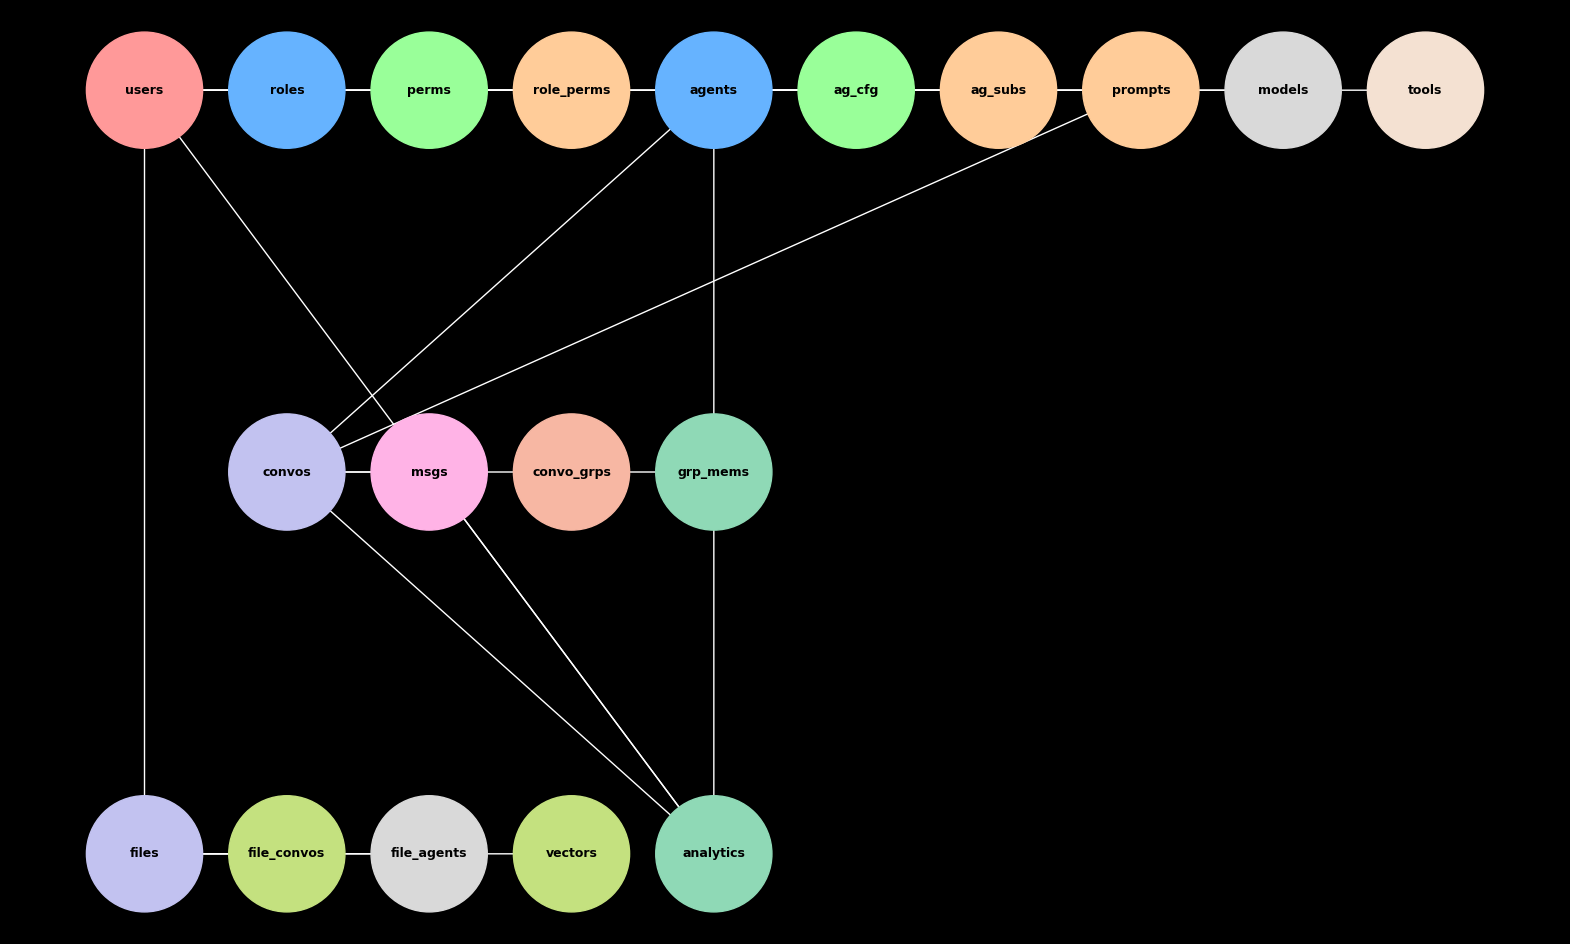 users
roles
perms
role_perms
agents
ag_cfg
ag_subs
prompts
models
tools
convos
msgs
convo_grps
grp_mems
files
file_convos
file_agents
vectors
analytics